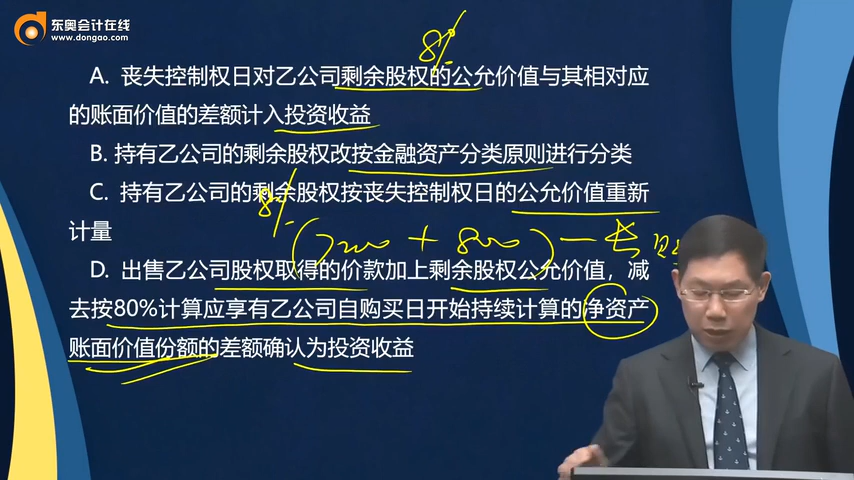 东奥会计在线
www.dongao.com
8%
A. 丧失控制权日对乙公司剩余股权的公允价值与其相对应
的账面价值的差额计入投资收益
B. 持有乙公司的剩余股权改按金融资产分类原则进行分类
C. 持有乙公司的剩余股权按丧失控制权日的公允价值重新
计量
8%
(7200 + 800) - 长
D. 出售乙公司股权取得的价款加上剩余股权公允价值，减
去按80%计算应享有乙公司自购买日开始持续计算的净资产
账面价值份额的差额确认为投资收益